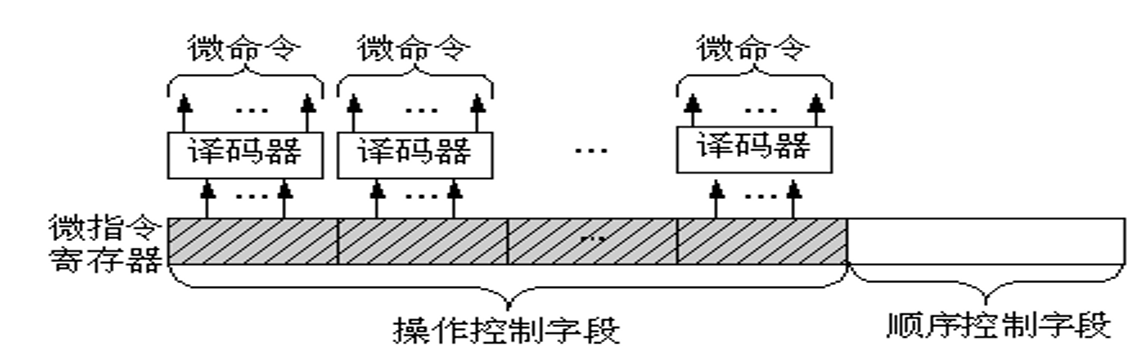 微命令 微命令 微命令
... ... ...
译码器 译码器 ... 译码器
... ... ...
微指令
寄存器
...
操作控制字段 顺序控制字段